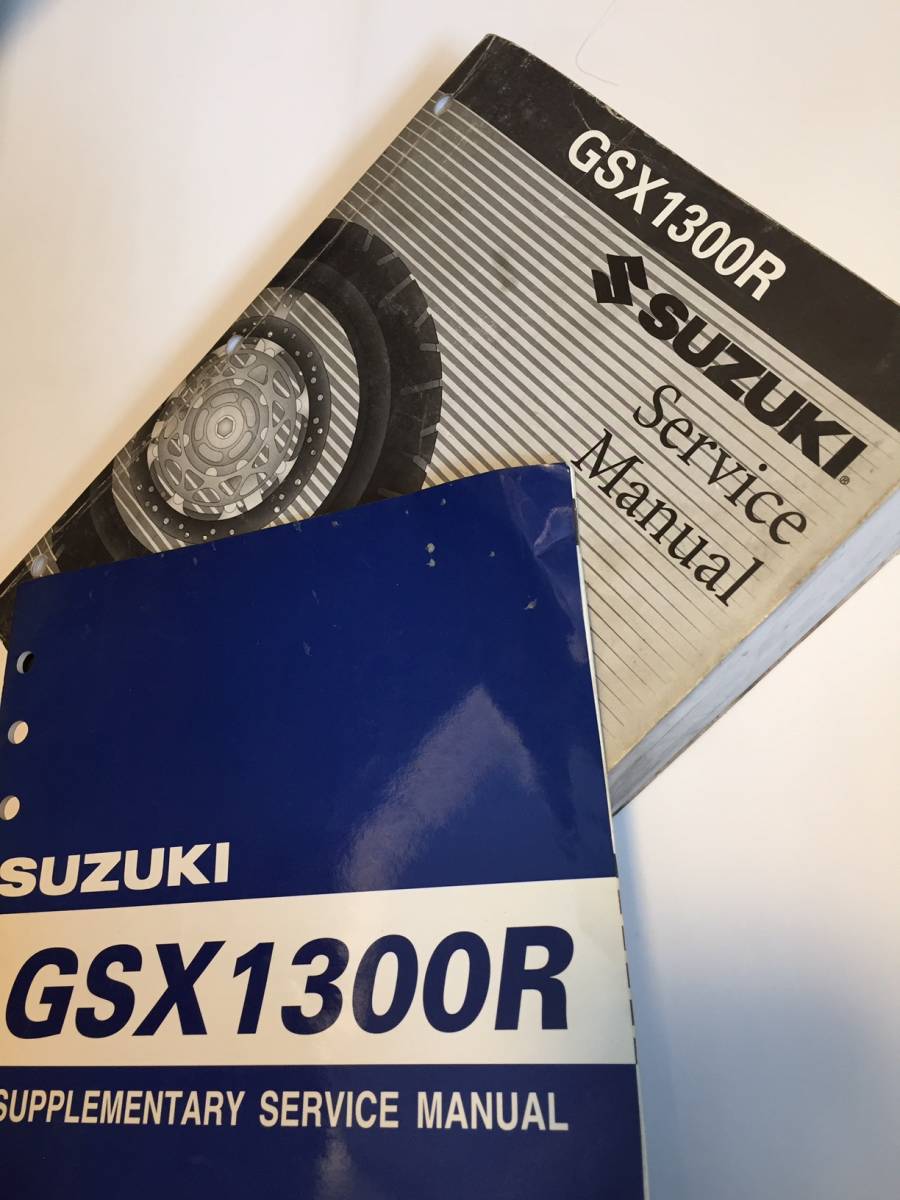 GSX1300R
SUZUKI®
Service
Manual
SUZUKI
GSX1300R
SUPPLEMENTARY SERVICE MANUAL